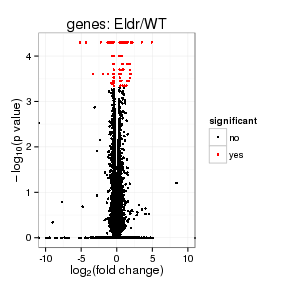 genes: Eldr/WT
4
3
2
1
0
−log10(p value)
-10
-5
0
5
10
log2(fold change)
significant
no
yes